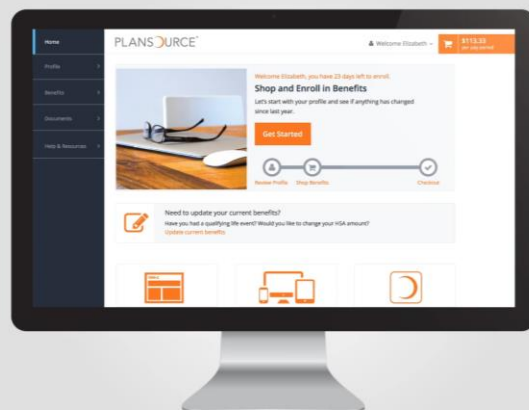 Home
Profile
Benefits
Documents
Help & Resources
PLANSOURCE
Welcome Elizabeth
$113.33
per pay period
Welcome Elizabeth, you have 23 days left to enroll.
Shop and Enroll in Benefits
Let's start with your profile and see if anything has changed
since last year.
Get Started
Review Profile
Shop Benefits
Checkout
Need to update your current benefits?
Have you had a qualifying life event? Would you like to change your HSA amount?
Update current benefits